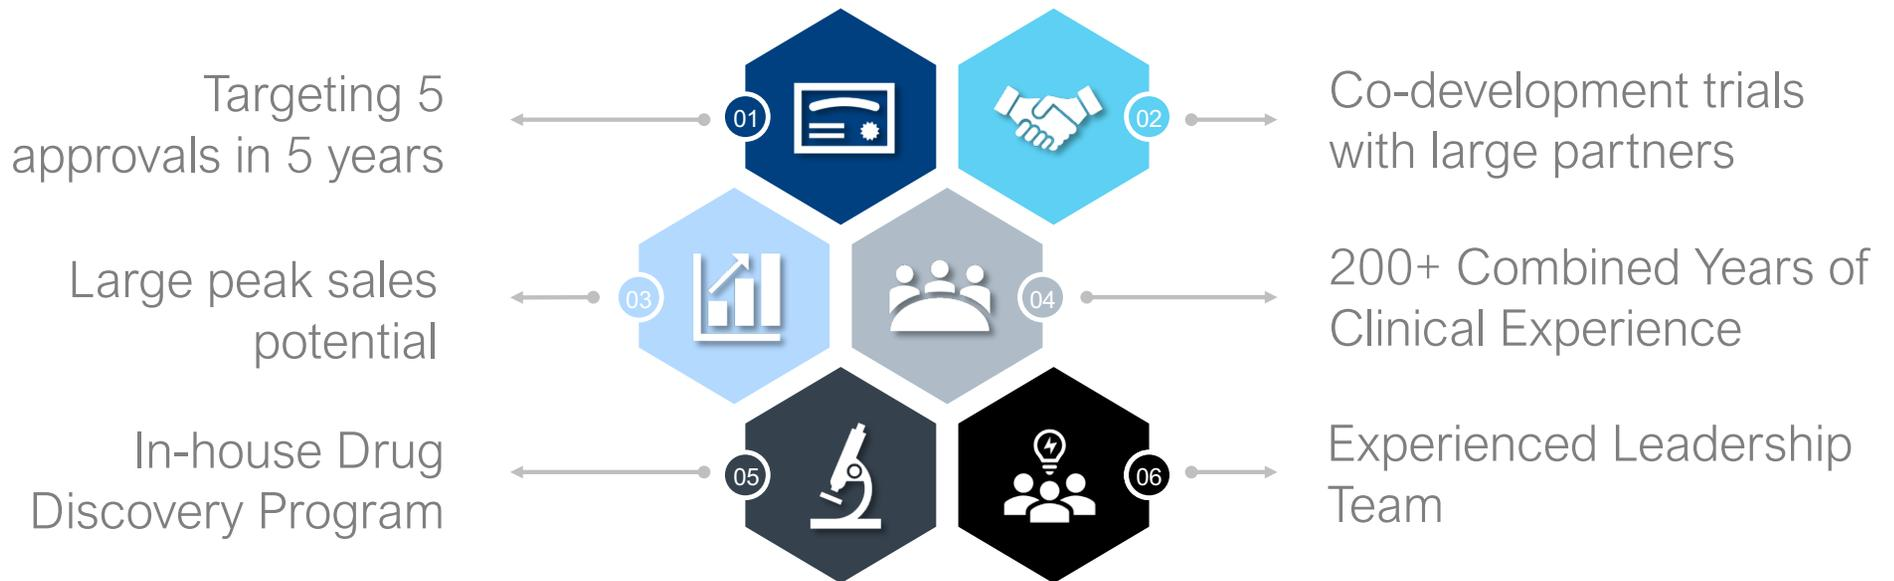 Targeting 5
approvals in 5 years
01
02
Co-development trials
with large partners
Large peak sales
potential
03
04
200+ Combined Years of
Clinical Experience
In-house Drug
Discovery Program
05
06
Experienced Leadership
Team